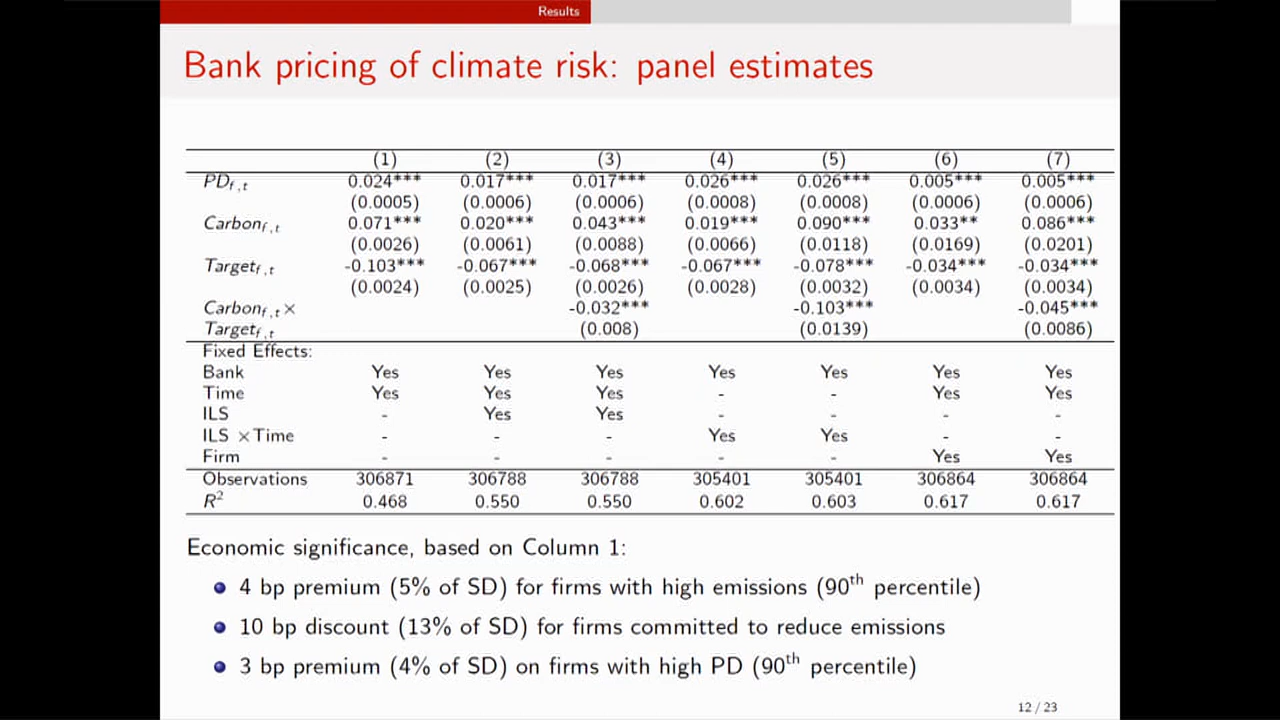 Results
Bank pricing of climate risk: panel estimates
(1) (2) (3) (4) (5) (6) (7)
PDf,t 0.024*** 0.017*** 0.017*** 0.026*** 0.026*** 0.005*** 0.005***
(0.0005) (0.0006) (0.0006) (0.0008) (0.0008) (0.0006) (0.0006)
Carbonf,t 0.071*** 0.020*** 0.043*** 0.019*** 0.090*** 0.033** 0.086***
(0.0026) (0.0061) (0.0088) (0.0066) (0.0118) (0.0169) (0.0201)
Targetf,t -0.103*** -0.067*** -0.068*** -0.067*** -0.078*** -0.034*** -0.034***
(0.0024) (0.0025) (0.0026) (0.0028) (0.0032) (0.0034) (0.0034)
Carbonf,t × -0.032*** -0.103*** -0.045***
Targetf,t (0.008) (0.0139) (0.0086)
Fixed Effects:
Bank Yes Yes Yes Yes Yes Yes Yes
Time Yes Yes Yes - - Yes Yes
ILS - Yes Yes - - - -
ILS ×Time - - - Yes Yes - -
Firm - - - - - Yes Yes
Observations 306871 306788 306788 305401 305401 306864 306864
R² 0.468 0.550 0.550 0.602 0.603 0.617 0.617
Economic significance, based on Column 1:
4 bp premium (5% of SD) for firms with high emissions (90th percentile)
10 bp discount (13% of SD) for firms committed to reduce emissions
3 bp premium (4% of SD) on firms with high PD (90th percentile)
12 / 23